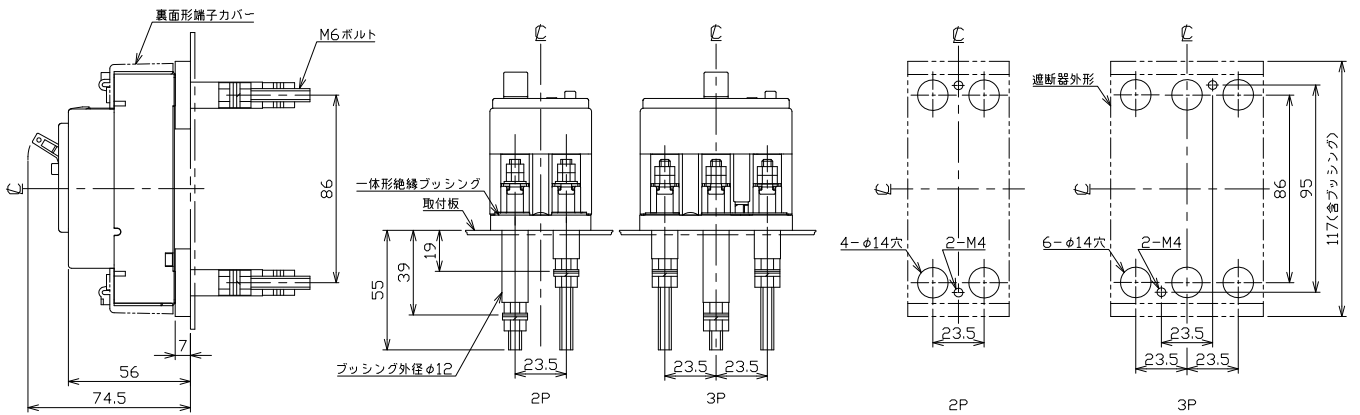 裏面形端子カバー
M6ボルト
℄
86
7
56
74.5
℄
℄
一体形絶縁ブッシング
取付板
19
39
55
ブッシング外径φ12
23.5
2P
23.5
23.5
3P
℄
℄
4-φ14穴
2-M4
23.5
2P
℄
遮断器外形
℄
86
95
117(含ブッシング)
6-φ14穴
2-M4
23.5
23.5
23.5
3P